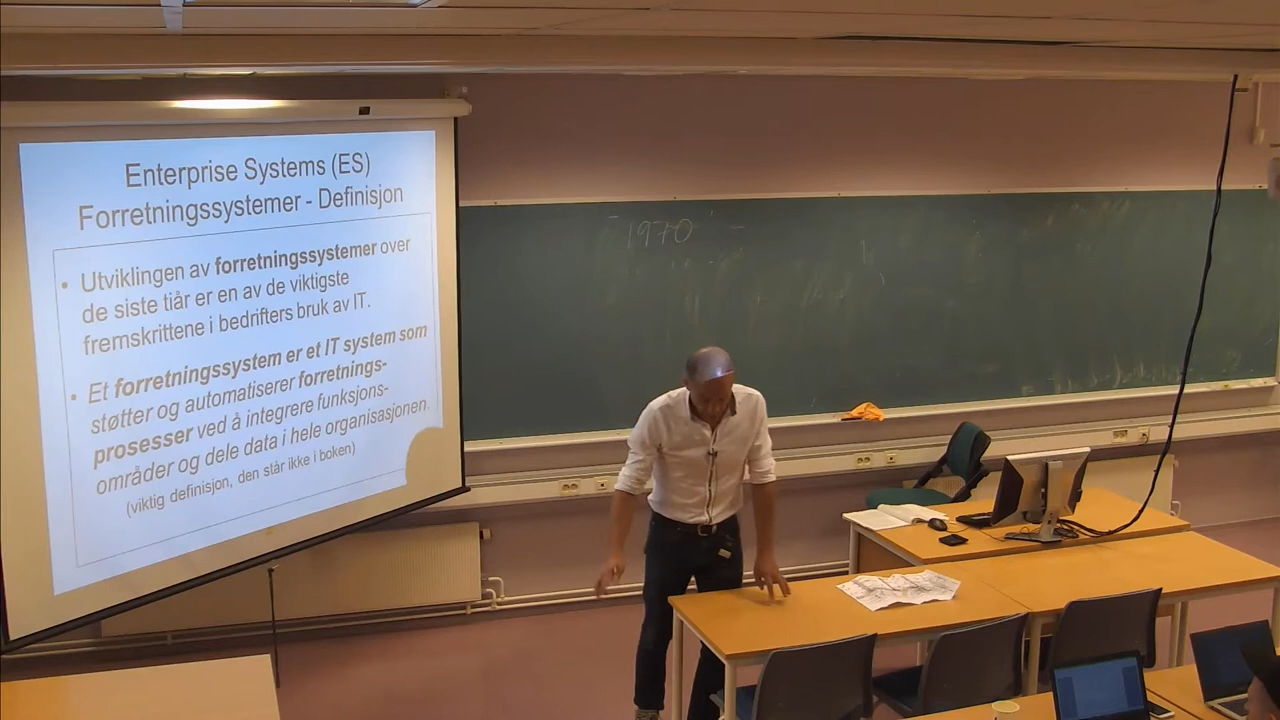 Enterprise Systems (ES)
Forretningssystemer - Definisjon
• Utviklingen av forretningssystemer over
de siste tiår er en av de viktigste
fremskrittene i bedrifters bruk av IT.
• Et forretningssystem er et IT system som
støtter og automatiserer forretnings-
prosesser ved å integrere funksjons-
områder og dele data i hele organisasjonen.
(viktig definisjon, den står ikke i boken)
1970